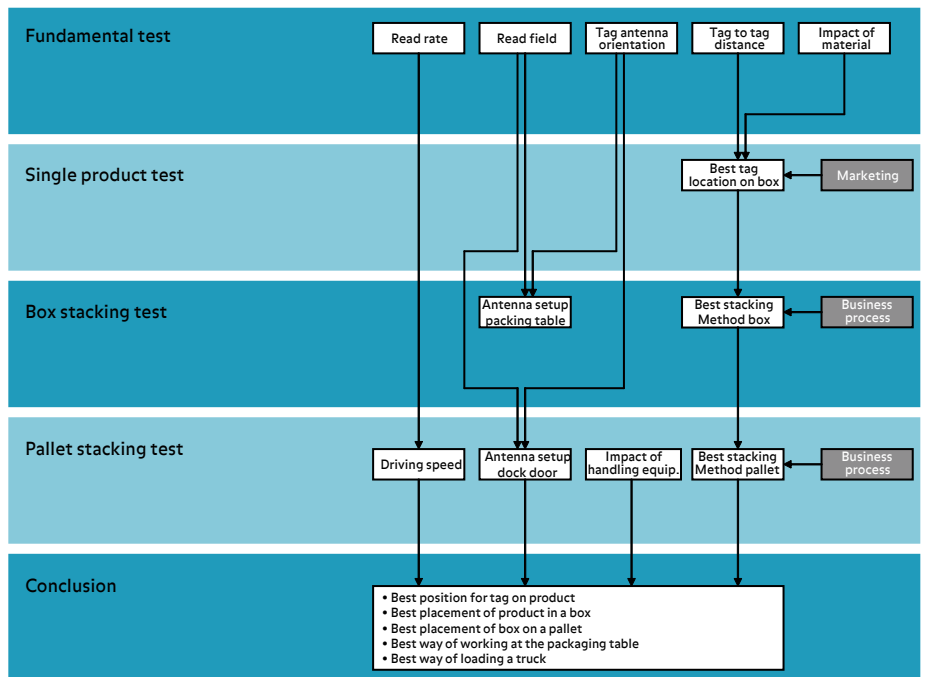 Fundamental test
Read rate
Read field
Tag antenna
orientation
Tag to tag
distance
Impact of
material
Single product test
Best tag
location on box
Marketing
Box stacking test
Antenna setup
packing table
Best stacking
Method box
Business
process
Pallet stacking test
Driving speed
Antenna setup
dock door
Impact of
handling equip.
Best stacking
Method pallet
Business
process
Conclusion
• Best position for tag on product
• Best placement of product in a box
• Best placement of box on a pallet
• Best way of working at the packaging table
• Best way of loading a truck